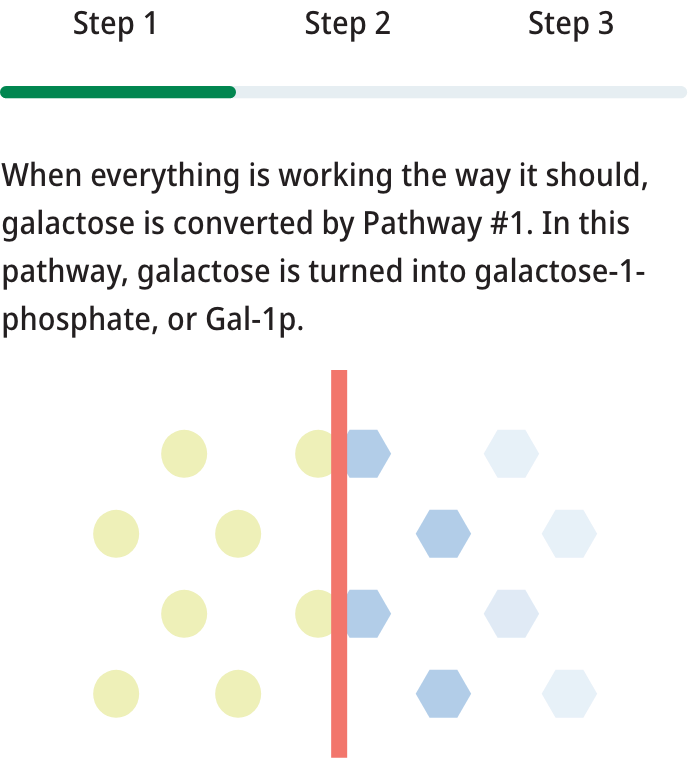 Step 1 Step 2 Step 3
When everything is working the way it should,
galactose is converted by Pathway #1. In this
pathway, galactose is turned into galactose-1-
phosphate, or Gal-1p.